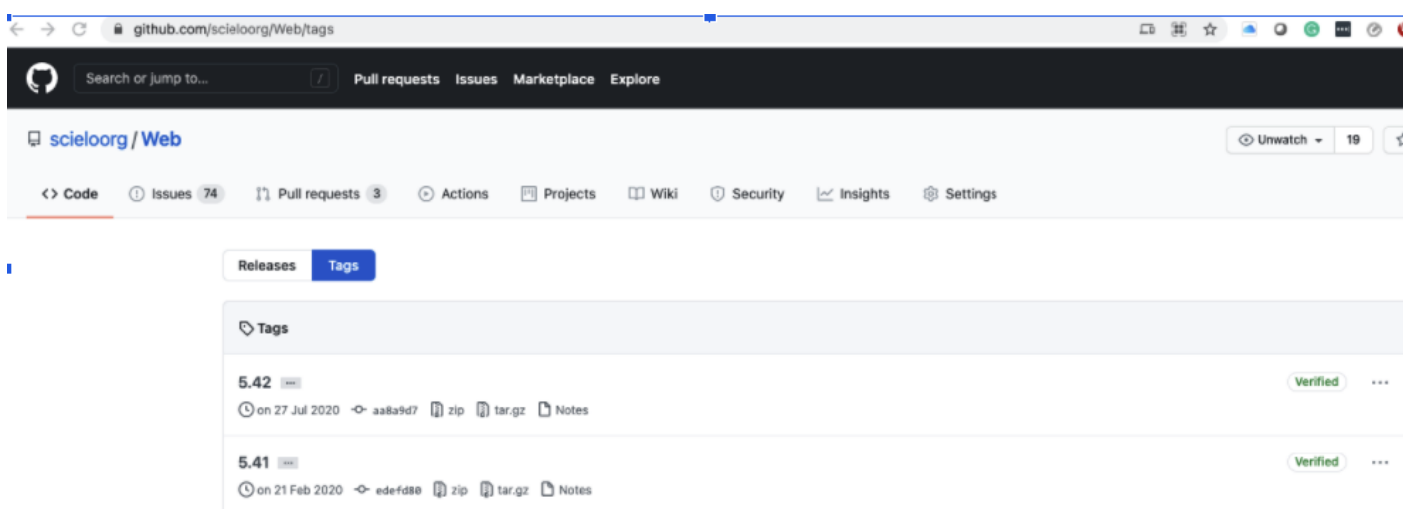 github.com/scieloorg/Web/tags
Search or jump to... / Pull requests Issues Marketplace Explore
scieloorg / Web Unwatch 19
<> Code Issues 74 Pull requests 3 Actions Projects Wiki Security Insights Settings
Releases Tags
Tags
5.42 ... Verified ...
on 27 Jul 2020 aa8a9d7 zip tar.gz Notes
5.41 ... Verified ...
on 21 Feb 2020 edefd80 zip tar.gz Notes